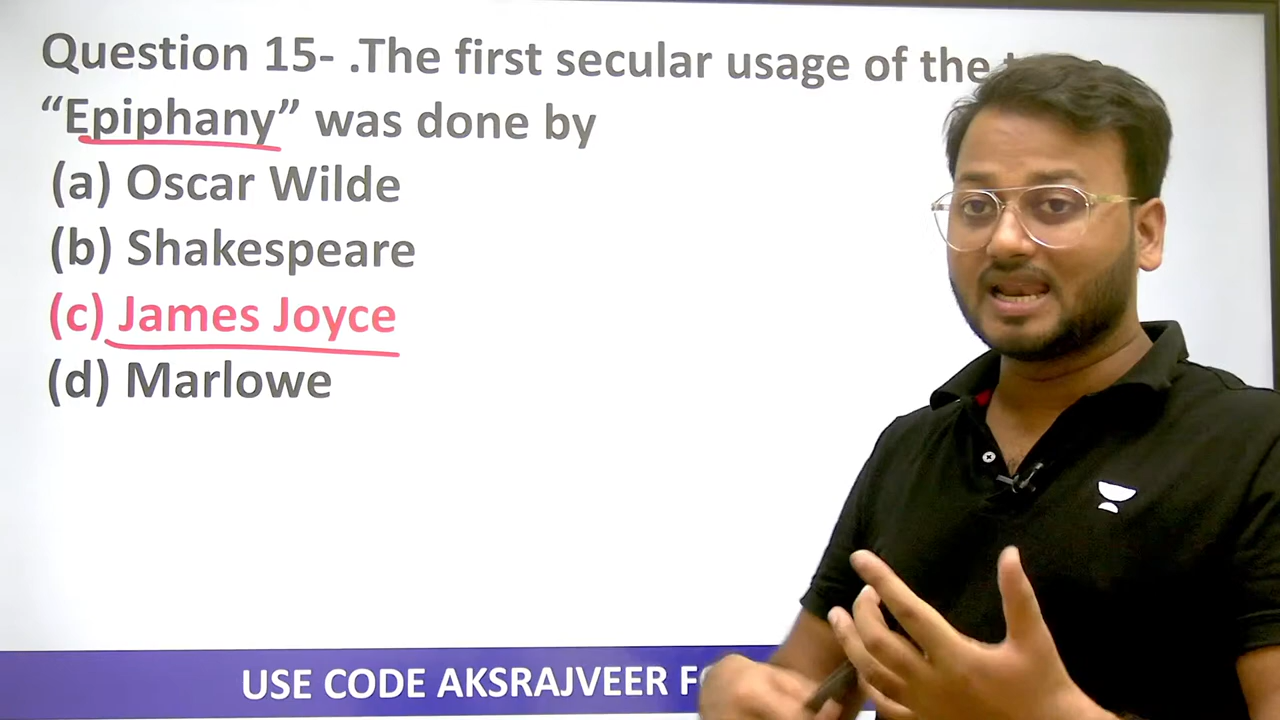 Question 15- .The first secular usage of the
“Epiphany” was done by
(a) Oscar Wilde
(b) Shakespeare
(c) James Joyce
(d) Marlowe
USE CODE AKSRAJVEER